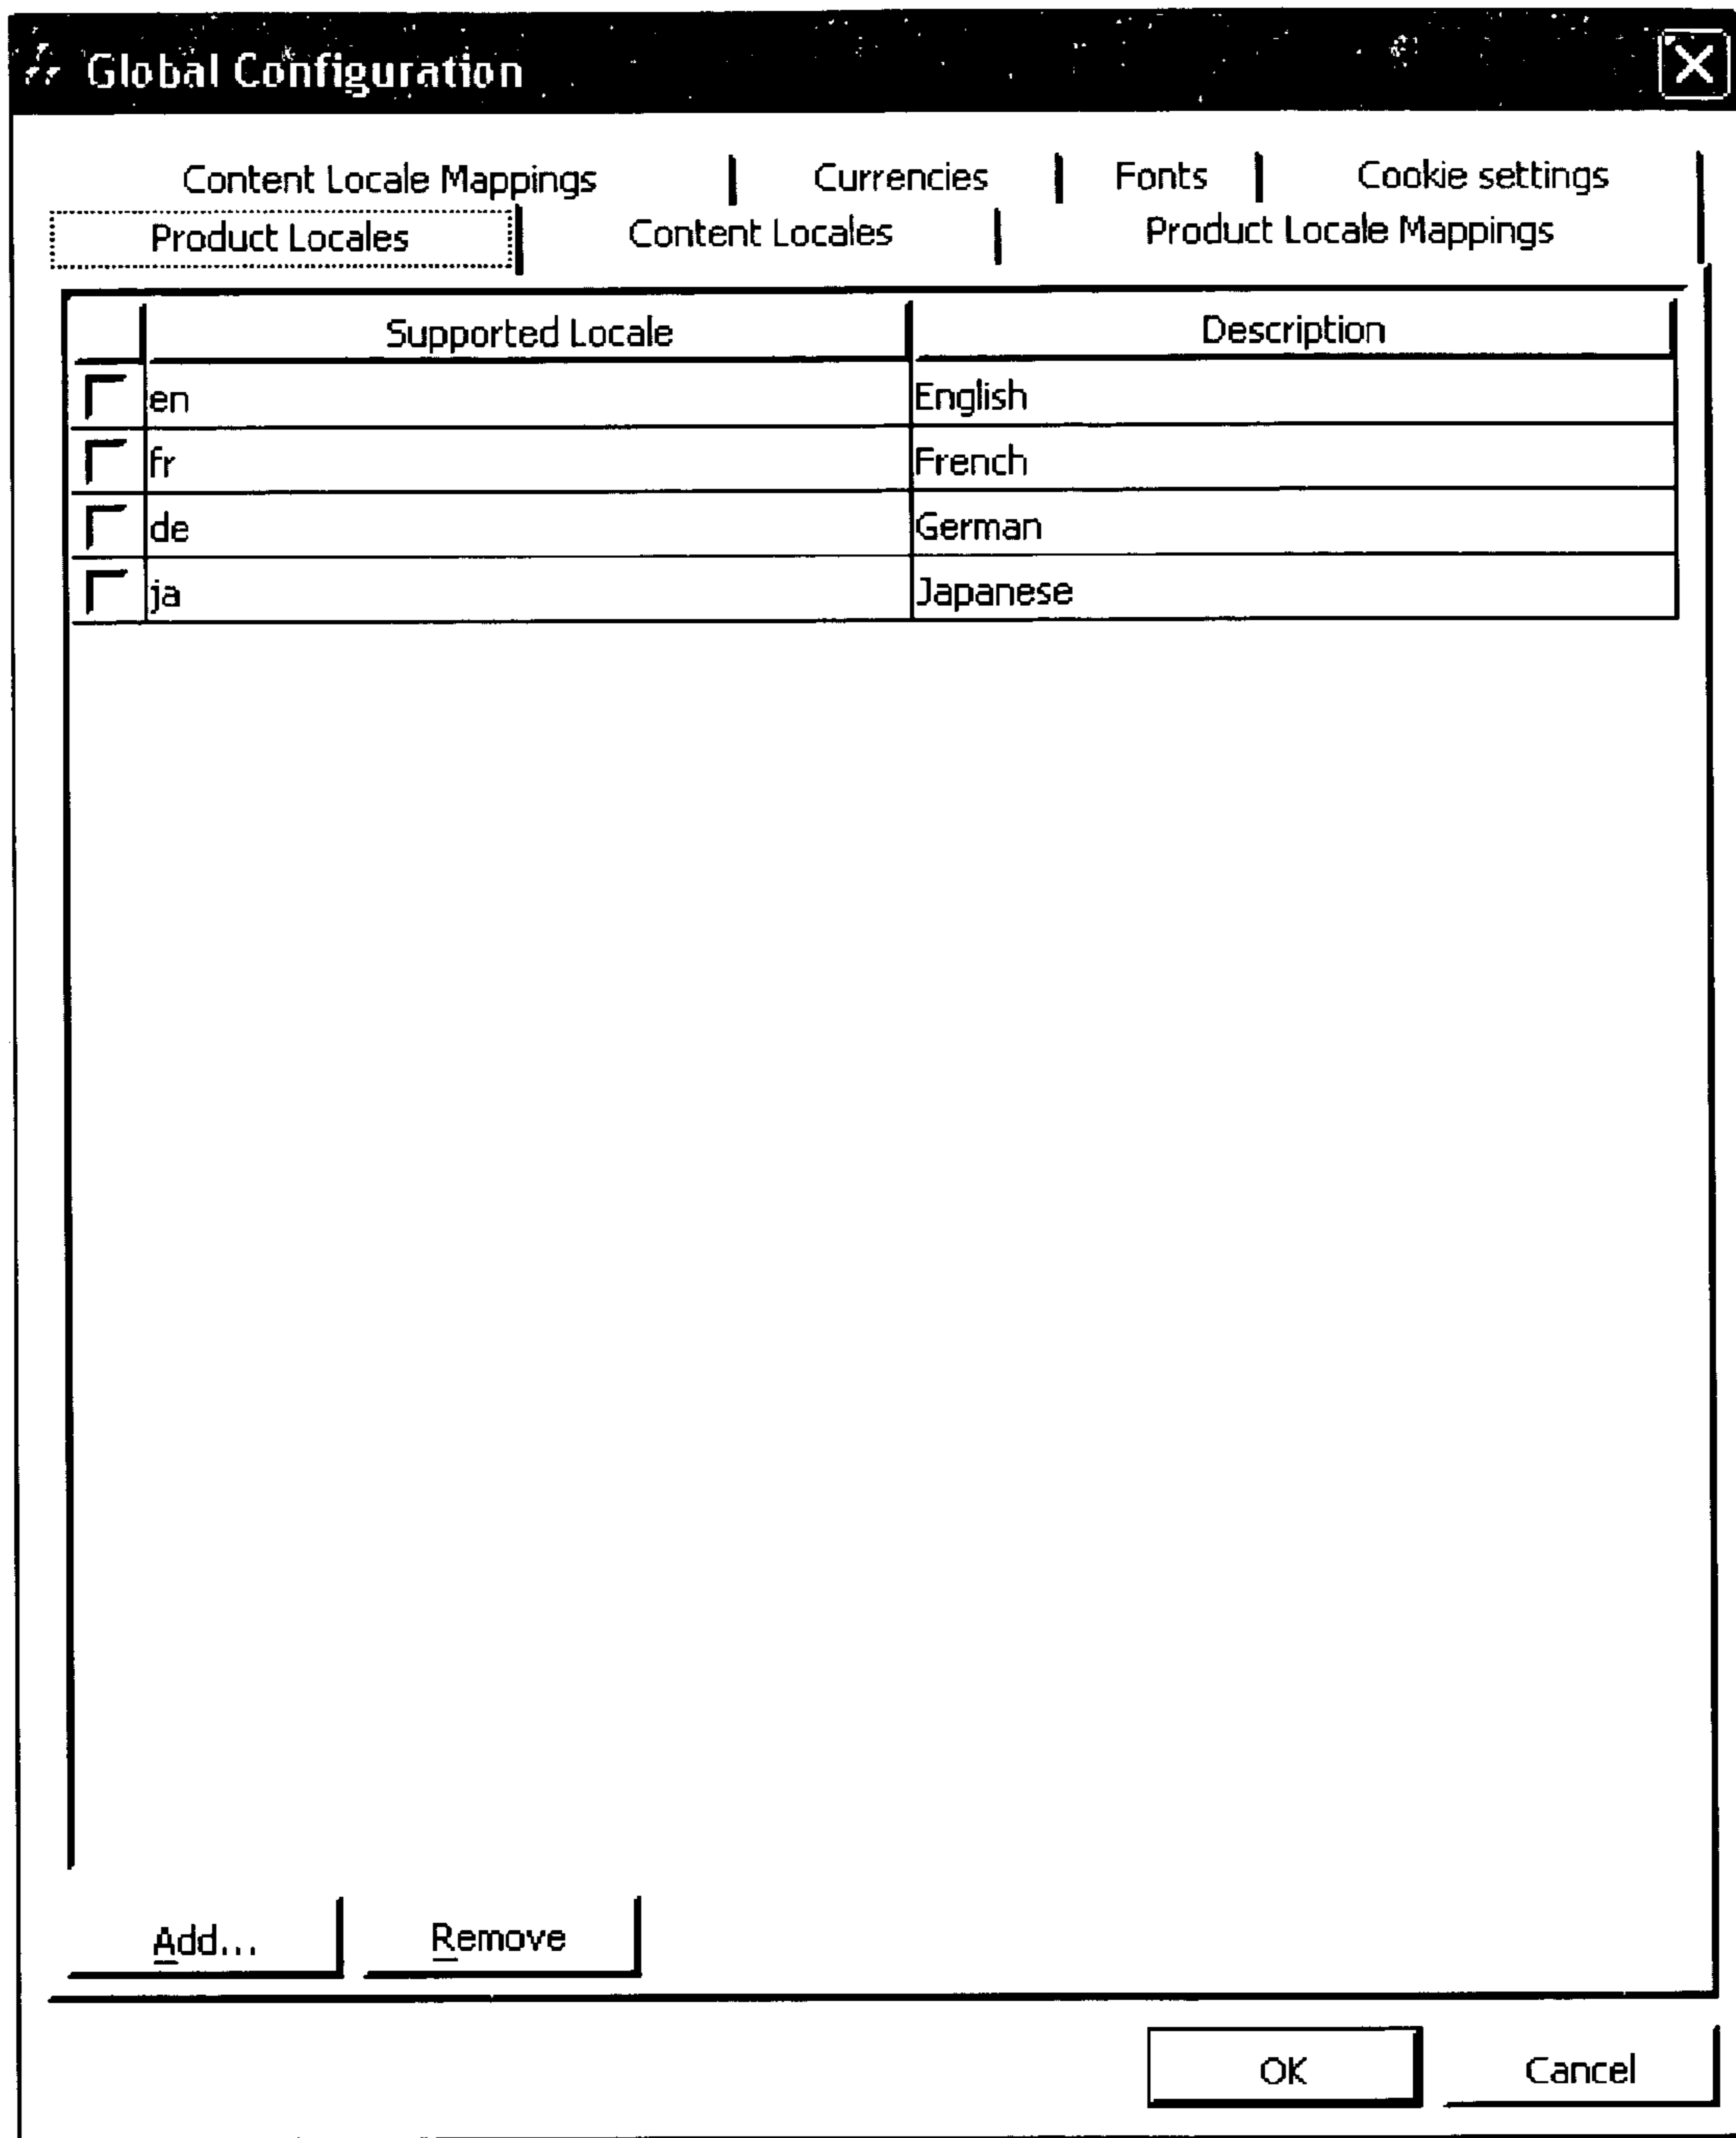 Global Configuration
Content Locale Mappings Currencies Fonts Cookie settings
Product Locales Content Locales Product Locale Mappings
Supported Locale Description
en English
fr French
de German
ja Japanese
Add... Remove
OK Cancel